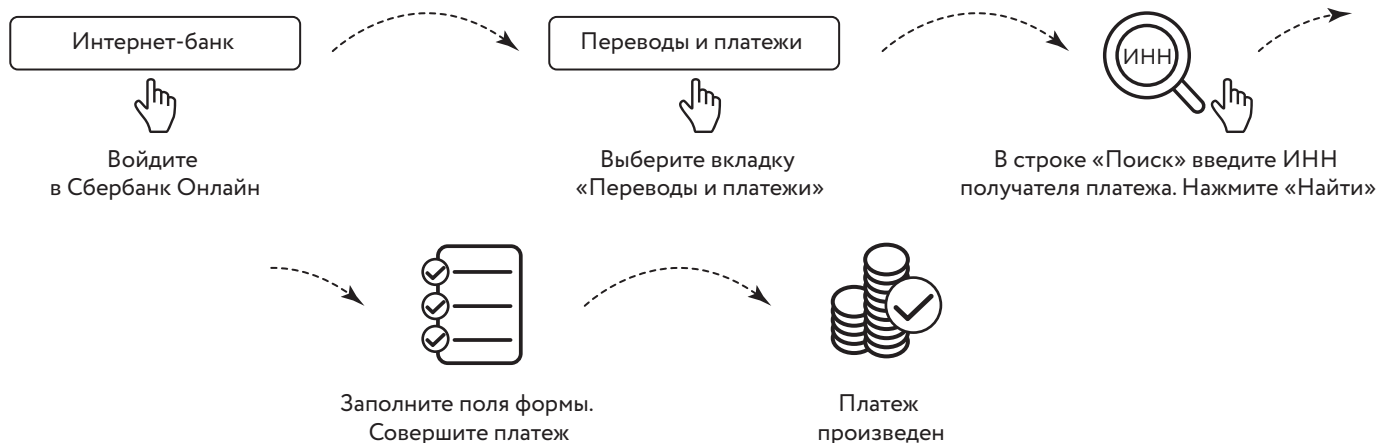 Интернет-банк
Войдите
в Сбербанк Онлайн
Переводы и платежи
Выберите вкладку
«Переводы и платежи»
ИНН
В строке «Поиск» введите ИНН
получателя платежа. Нажмите «Найти»
Заполните поля формы.
Совершите платеж
Платеж
произведен